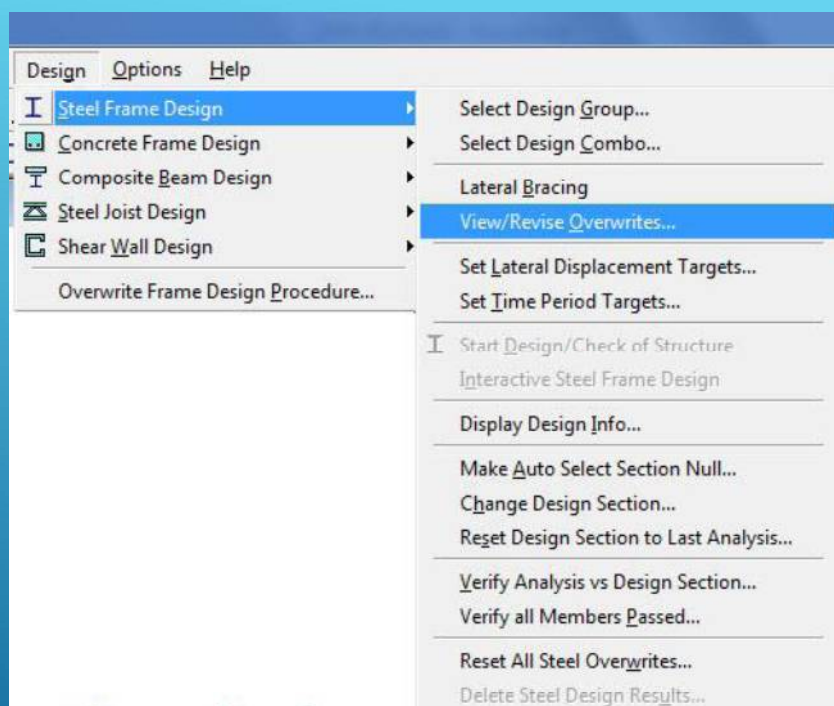 Design Options Help
Steel Frame Design
Concrete Frame Design
Composite Beam Design
Steel Joist Design
Shear Wall Design
Overwrite Frame Design Procedure...
Select Design Group...
Select Design Combo...
Lateral Bracing
View/Revise Overwrites...
Set Lateral Displacement Targets...
Set Time Period Targets...
Start Design/Check of Structure
Interactive Steel Frame Design
Display Design Info...
Make Auto Select Section Null...
Change Design Section...
Reset Design Section to Last Analysis...
Verify Analysis vs Design Section...
Verify all Members Passed...
Reset All Steel Overwrites...
Delete Steel Design Results...